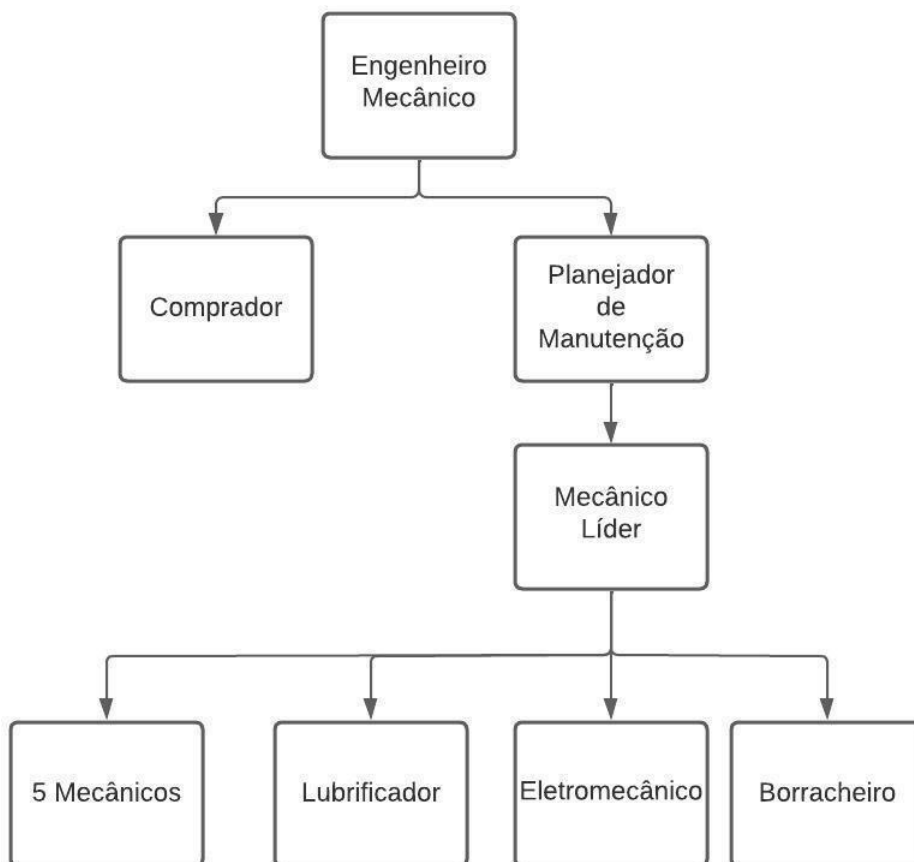 Engenheiro
Mecânico
Comprador
Planejador
de
Manutenção
Mecânico
Líder
5 Mecânicos
Lubrificador
Eletromecânico
Borracheiro